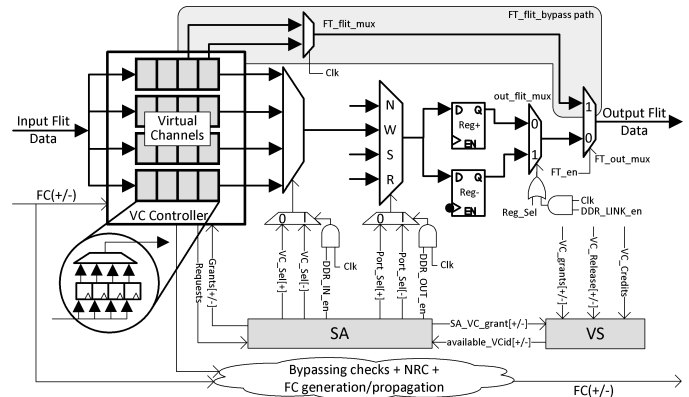 FT_flit_mux
FT_flit_bypass path
Clk
Input Flit
Data
Virtual
Channels
VC Controller
FC(+/-)
N
W
S
R
D Q
Reg+
EN
D Q
Reg-
EN
out_flit_mux
0
1
1
0
Output Flit
Data
FT_out_mux
FT_en
Reg_Sel
Clk
DDR_LINK_en
0
1
0
1
Clk
Clk
Requests
Grants[+/-]
VC_Sel[+]
VC_Sel[-]
DDR_IN_en
Port_Sel[+]
Port_Sel[-]
DDR_OUT_en
VC_grants[+/-]
VC_Release[+/-]
VC_Credits
SA
SA_VC_grant[+/-]
available_VCid[+/-]
VS
Bypassing checks + NRC +
FC generation/propagation
FC(+/-)